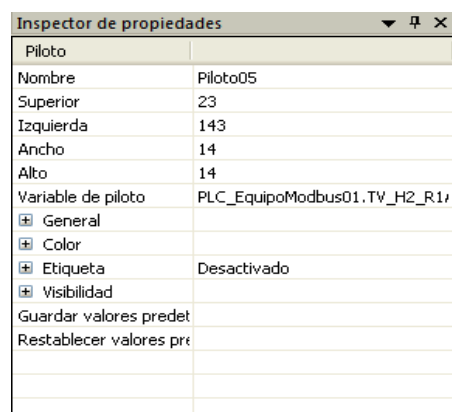 Inspector de propiedades
Piloto
Nombre Piloto05
Superior 23
Izquierda 143
Ancho 14
Alto 14
Variable de piloto PLC_EquipoModbus01.TV_H2_R1/
General
Color
Etiqueta Desactivado
Visibilidad
Guardar valores predet
Restablecer valores pre